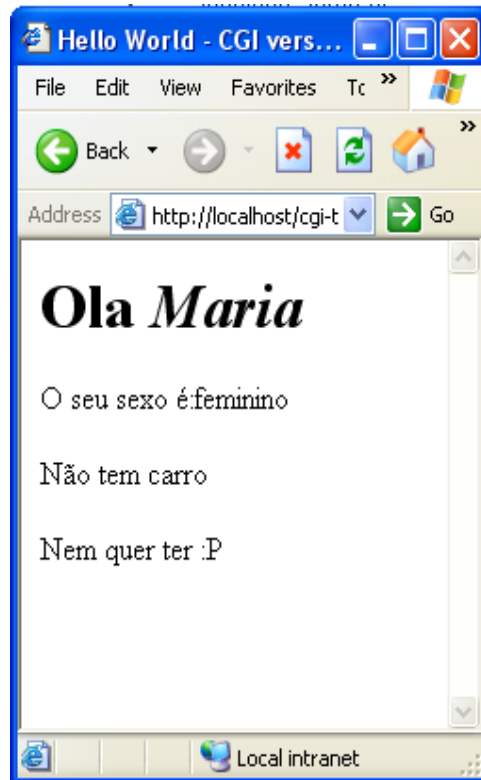 Hello World - CGI vers...
File Edit View Favorites Tc »
Back »
Address http://localhost/cgi-t Go
Ola Maria
O seu sexo é:feminino
Não tem carro
Nem quer ter :P
Local intranet